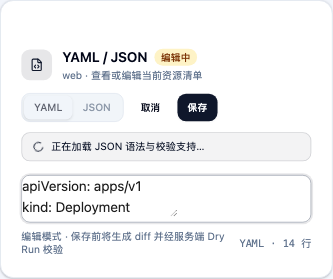 YAML / JSON 编辑中
web · 查看或编辑当前资源清单
YAML JSON 取消 保存
正在加载 JSON 语法与校验支持...
apiVersion: apps/v1
kind: Deployment
编辑模式 · 保存前将生成 diff 并经服务端 Dry
Run 校验
YAML · 14 行